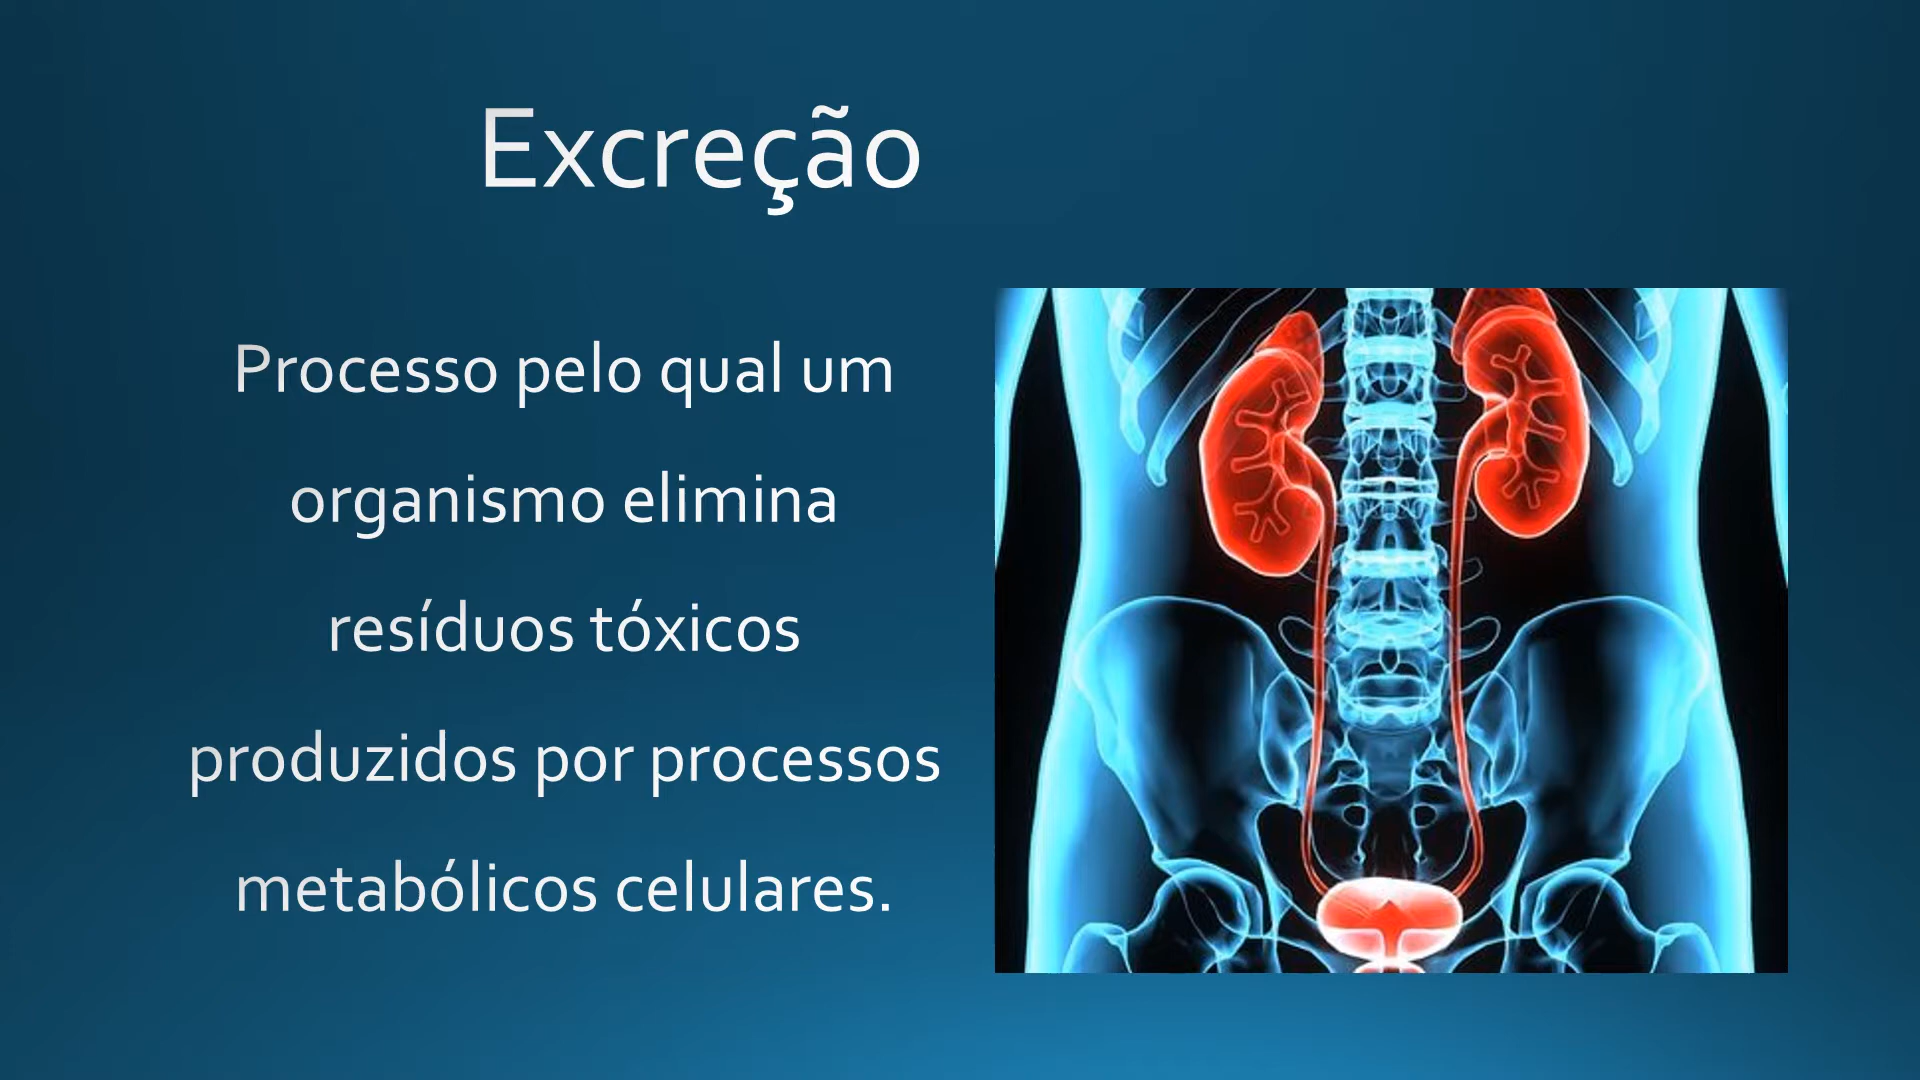 Excreção
Processo pelo qual um
organismo elimina
resíduos tóxicos
produzidos por processos
metabólicos celulares.